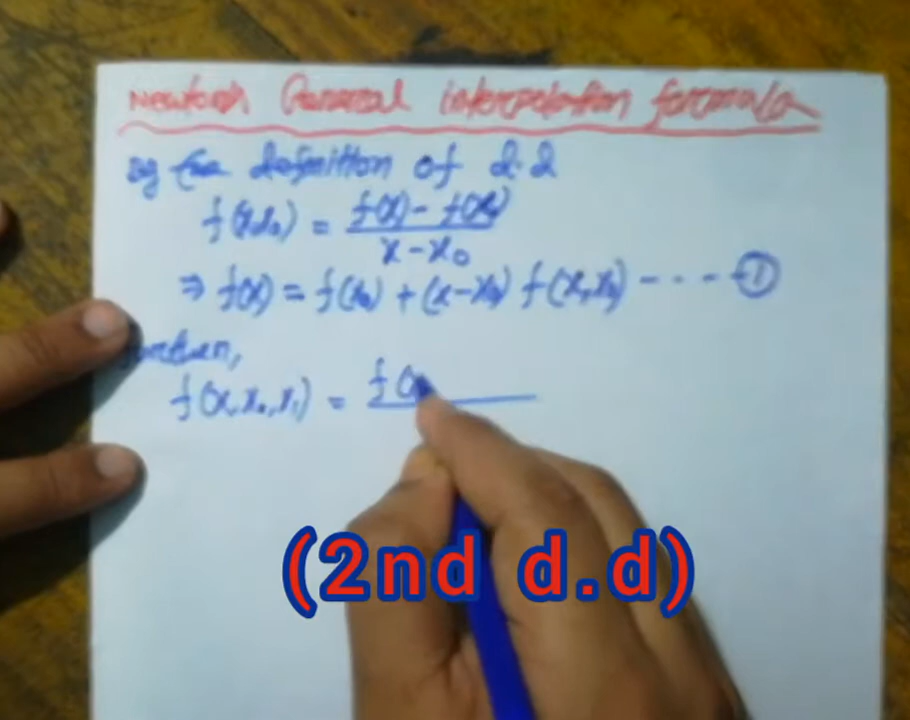 Newton's General interpolation formula
By the definition of d.d
f(x,x₀) = f(x) - f(x₀) / x - x₀
⇒ f(x) = f(x₀) + (x-x₀) f(x,x₀) --- ①
further,
f(x,x₀,x₁) = f(x
(2nd d.d)